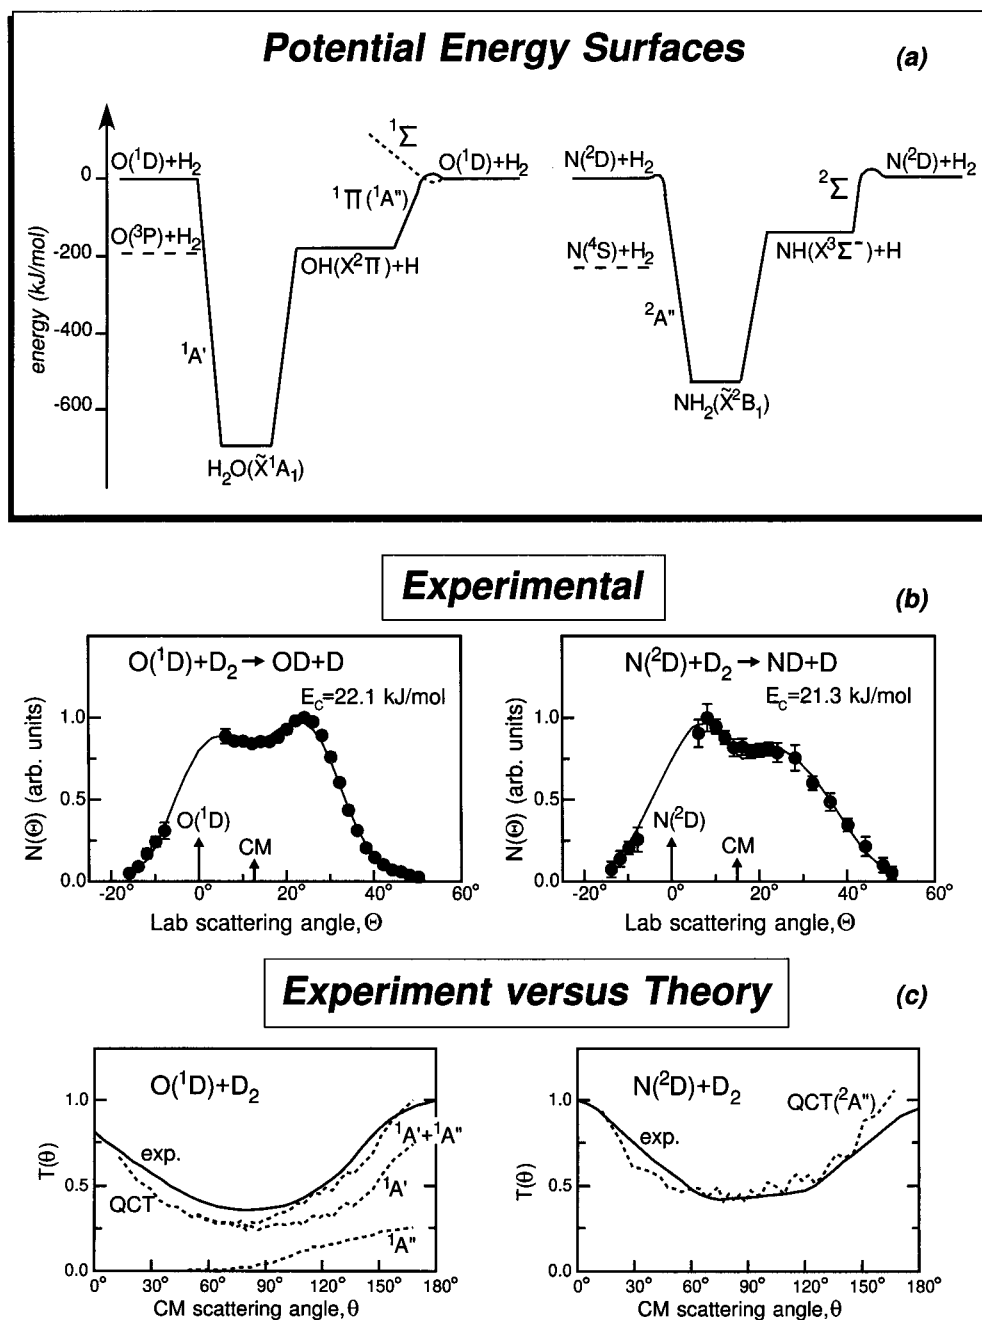 Potential Energy Surfaces
(a)
¹Σ
O(¹D)+H₂
O(¹D)+H₂
N(²D)+H₂
N(²D)+H₂
0
¹Π(¹A")
²Σ
O(³P)+H₂
N(⁴S)+H₂
-200
OH(X²Π)+H
NH(X³Σ⁻)+H
energy (kJ/mol)
²A"
¹A'
-400
NH₂(X̃²B₁)
-600
H₂O(X̃¹A₁)
Experimental
(b)
O(¹D)+D₂ → OD+D
E_C=22.1 kJ/mol
N(Θ) (arb. units)
1.0
0.5
0.0
O(¹D)
CM
-20° 0° 20° 40° 60°
Lab scattering angle, Θ
N(²D)+D₂ → ND+D
E_C=21.3 kJ/mol
N(Θ) (arb. units)
1.0
0.5
0.0
N(²D)
CM
-20° 0° 20° 40° 60°
Lab scattering angle, Θ
Experiment versus Theory
(c)
O(¹D)+D₂
T(θ)
1.0
0.5
0.0
exp.
QCT
¹A'+¹A"
¹A'
¹A"
0° 30° 60° 90° 120° 150° 180°
CM scattering angle, θ
N(²D)+D₂
QCT(²A")
T(θ)
1.0
0.5
0.0
exp.
0° 30° 60° 90° 120° 150° 180°
CM scattering angle, θ